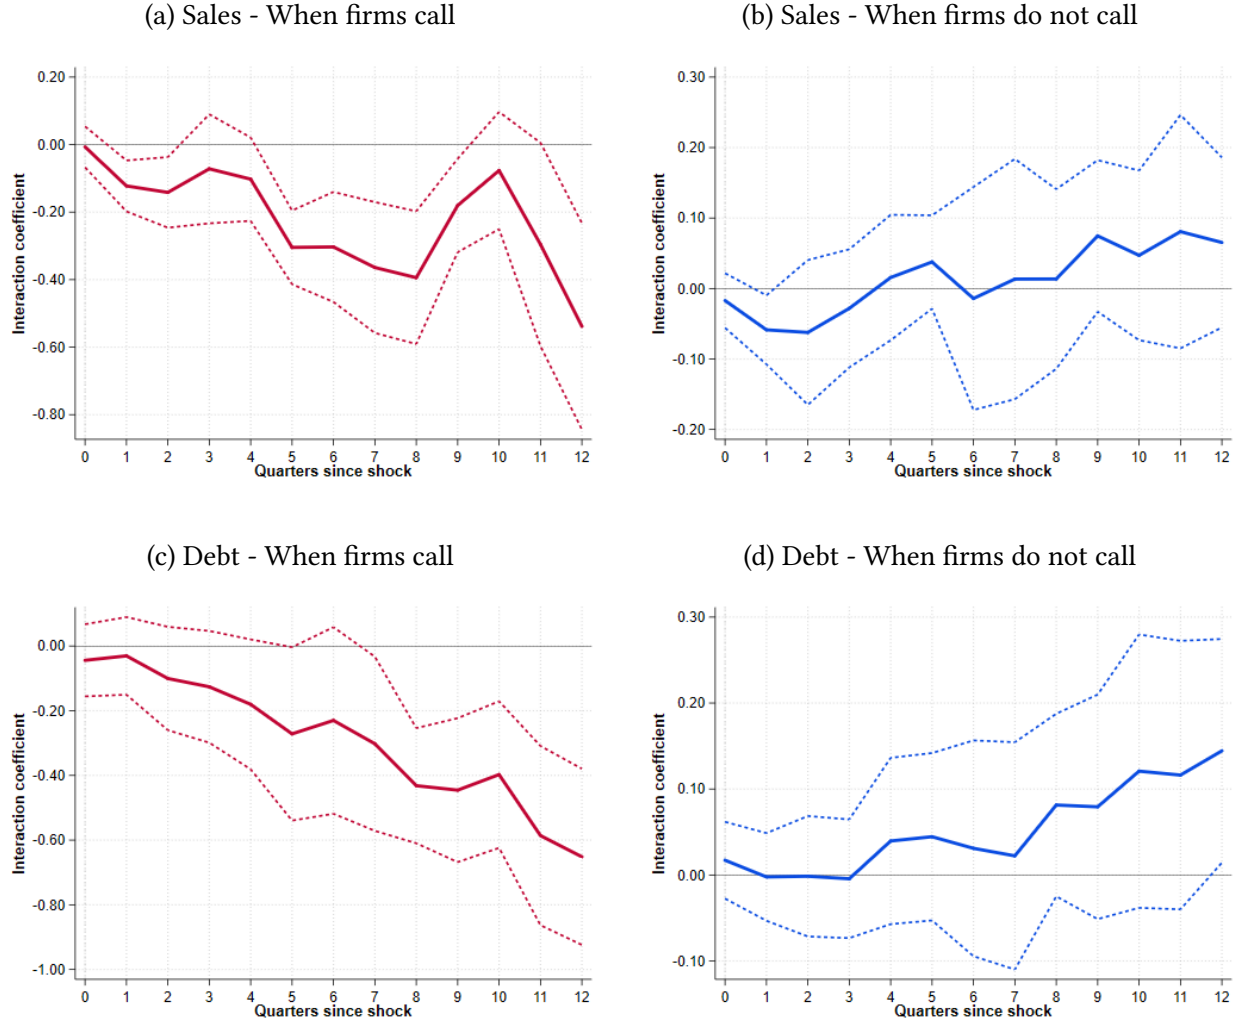 (a) Sales - When firms call
0.20
0.00
-0.20
-0.40
-0.60
-0.80
Interaction coefficient
0 1 2 3 4 5 6 7 8 9 10 11 12
Quarters since shock
(b) Sales - When firms do not call
0.30
0.20
0.10
0.00
-0.10
-0.20
Interaction coefficient
0 1 2 3 4 5 6 7 8 9 10 11 12
Quarters since shock
(c) Debt - When firms call
0.00
-0.20
-0.40
-0.60
-0.80
-1.00
Interaction coefficient
0 1 2 3 4 5 6 7 8 9 10 11 12
Quarters since shock
(d) Debt - When firms do not call
0.30
0.20
0.10
0.00
-0.10
Interaction coefficient
0 1 2 3 4 5 6 7 8 9 10 11 12
Quarters since shock